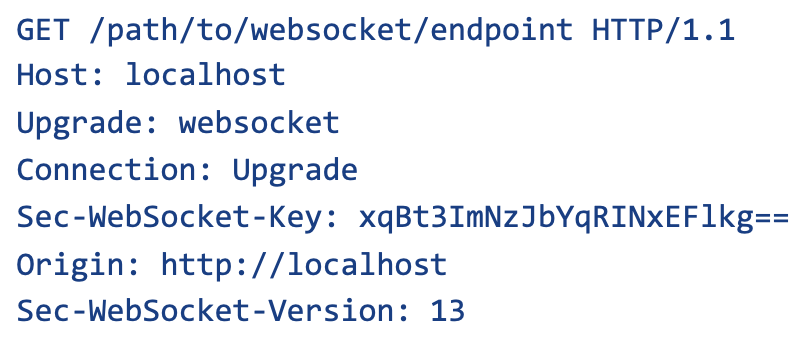 GET /path/to/websocket/endpoint HTTP/1.1
Host: localhost
Upgrade: websocket
Connection: Upgrade
Sec-WebSocket-Key: xqBt3ImNzJbYqRINxEFlkg==
Origin: http://localhost
Sec-WebSocket-Version: 13